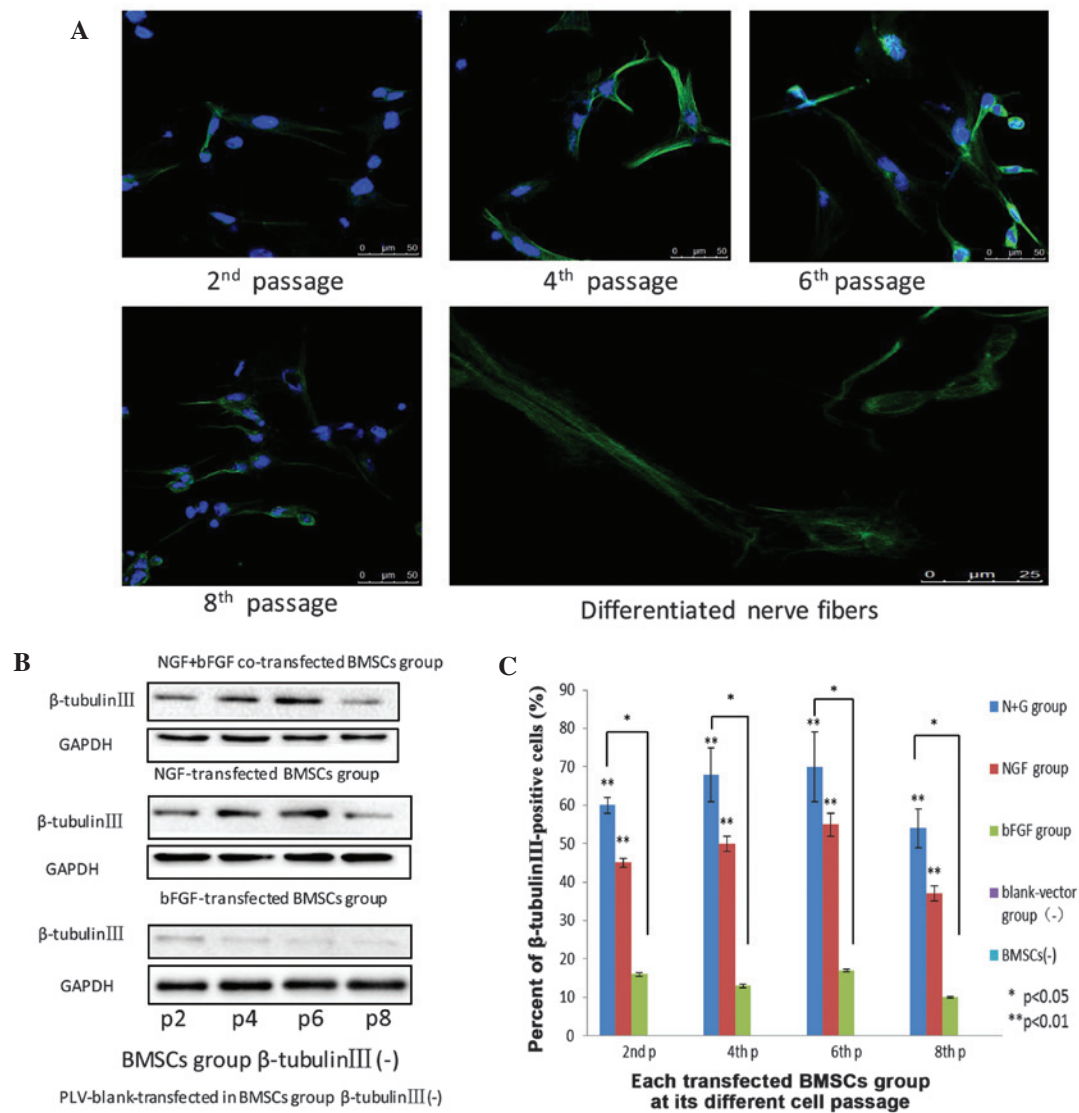 A
0 µm 50
0 µm 50
0 µm 50
2nd passage
4th passage
6th passage
0 µm 50
0 µm 25
8th passage
Differentiated nerve fibers
B
NGF+bFGF co-transfected BMSCs group
β-tubulinIII
GAPDH
NGF-transfected BMSCs group
β-tubulinIII
GAPDH
bFGF-transfected BMSCs group
β-tubulinIII
GAPDH
p2 p4 p6 p8
BMSCs group β-tubulinIII(-)
PLV-blank-transfected in BMSCs group β-tubulinIII(-)
C
Percent of β-tubulinIII-positive cells (%)
90
80
70
60
50
40
30
20
10
0
** ** *
** ** *
** ** *
** ** *
2nd p 4th p 6th p 8th p
Each transfected BMSCs group
at its different cell passage
N+G group
NGF group
bFGF group
blank-vector
group (-)
BMSCs(-)
* p<0.05
**p<0.01